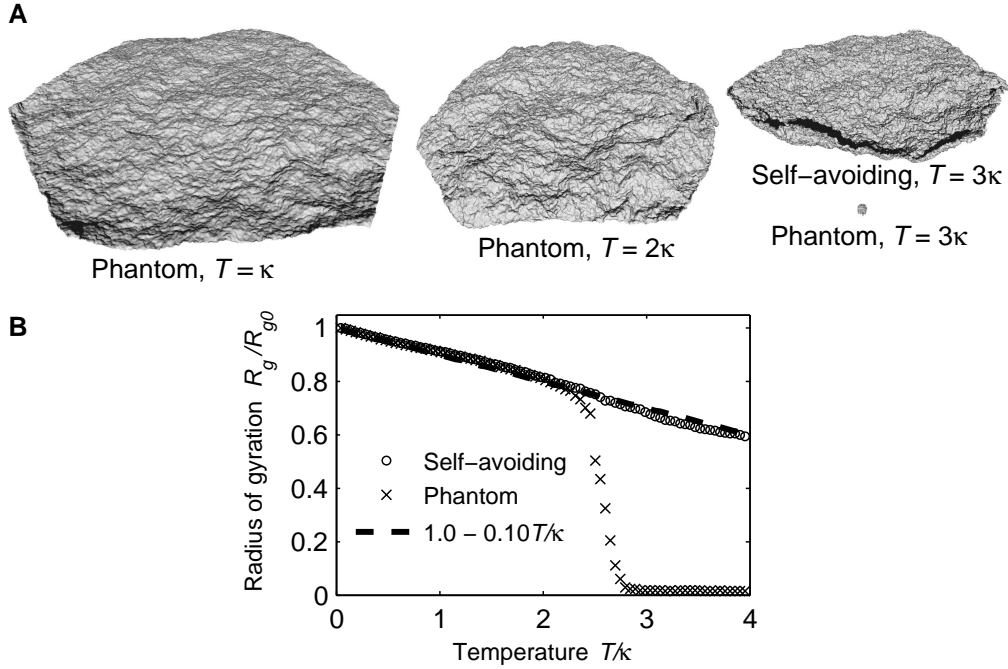 A
Phantom, T = κ
Phantom, T = 2κ
Self−avoiding, T = 3κ
Phantom, T = 3κ
B
Radius of gyration R_g/R_g0
1
0.8
0.6
0.4
0.2
0
Self−avoiding
Phantom
1.0 − 0.10T/κ
0 1 2 3 4
Temperature T/κ